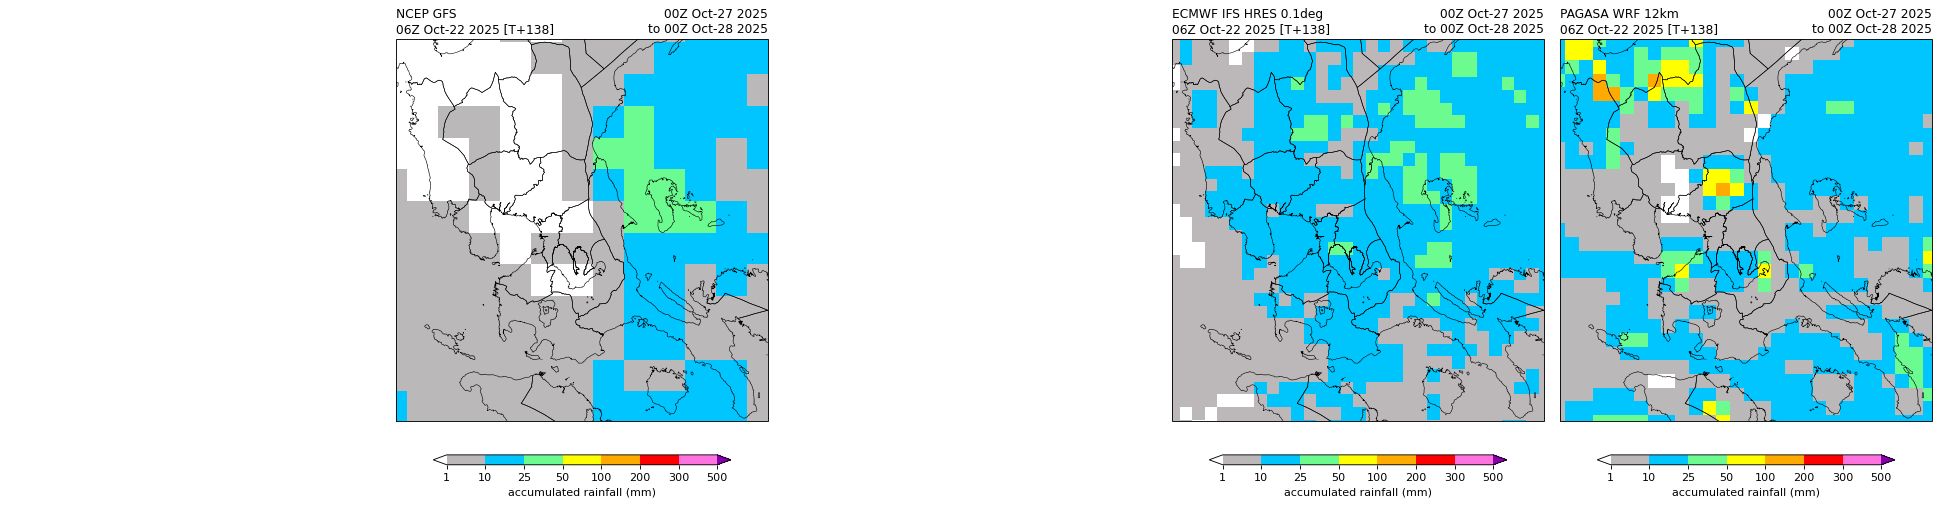 NCEP GFS 00Z Oct-27 2025
06Z Oct-22 2025 [T+138] to 00Z Oct-28 2025
1 10 25 50 100 200 300 500
accumulated rainfall (mm)
ECMWF IFS HRES 0.1deg 00Z Oct-27 2025
06Z Oct-22 2025 [T+138] to 00Z Oct-28 2025
1 10 25 50 100 200 300 500
accumulated rainfall (mm)
PAGASA WRF 12km 00Z Oct-27 2025
06Z Oct-22 2025 [T+138] to 00Z Oct-28 2025
1 10 25 50 100 200 300 500
accumulated rainfall (mm)